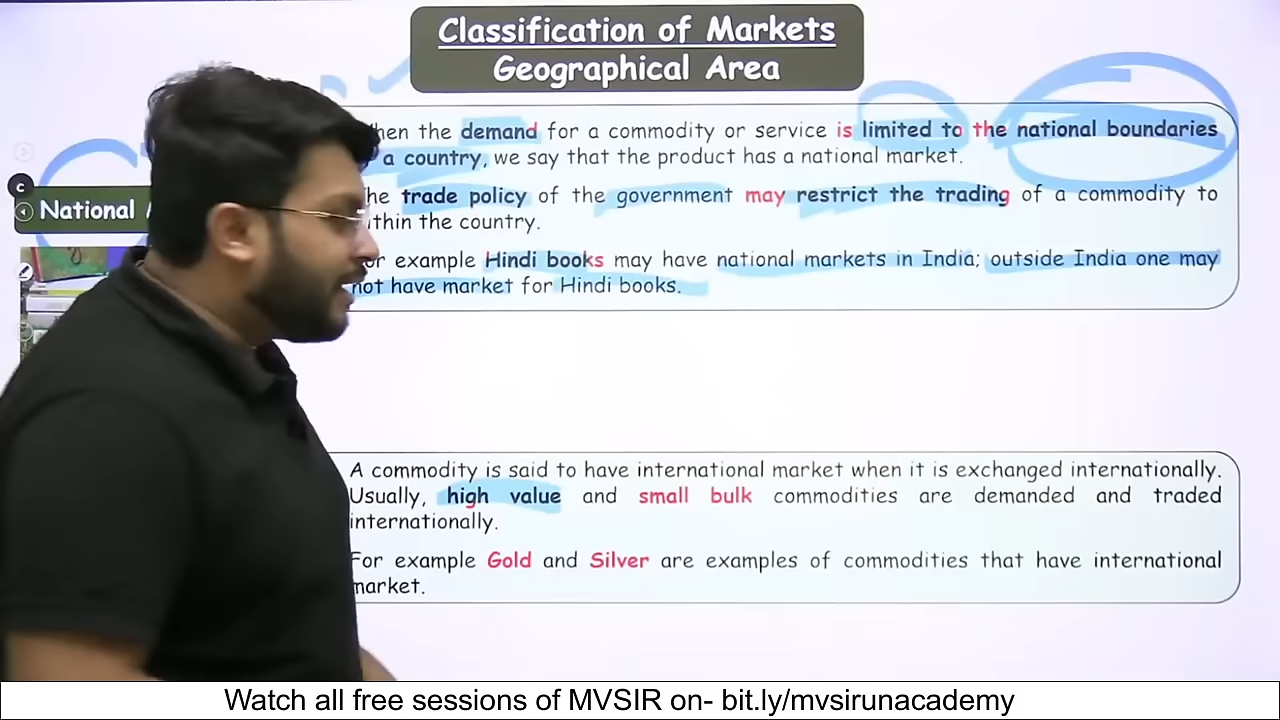 Classification of Markets
Geographical Area
hen the demand for a commodity or service is limited to the national boundaries
a country, we say that the product has a national market.
he trade policy of the government may restrict the trading of a commodity to
thin the country.
or example Hindi books may have national markets in India; outside India one may
not have market for Hindi books.
C
National
A commodity is said to have international market when it is exchanged internationally.
Usually, high value and small bulk commodities are demanded and traded
internationally.
For example Gold and Silver are examples of commodities that have international
market.
Watch all free sessions of MVSIR on- bit.ly/mvsirunacademy